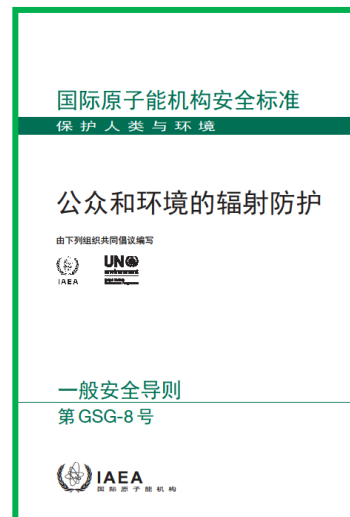 国际原子能机构安全标准
保护人类与环境
公众和环境的辐射防护
由下列组织共同倡议编写
IAEA
UN
environment
一般安全导则
第 GSG-8 号
IAEA
国际原子能机构